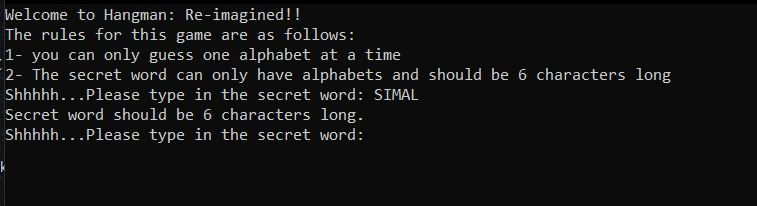 Welcome to Hangman: Re-imagined!!
The rules for this game are as follows:
1- you can only guess one alphabet at a time
2- The secret word can only have alphabets and should be 6 characters long
Shhhhh...Please type in the secret word: SIMAL
Secret word should be 6 characters long.
Shhhhh...Please type in the secret word: